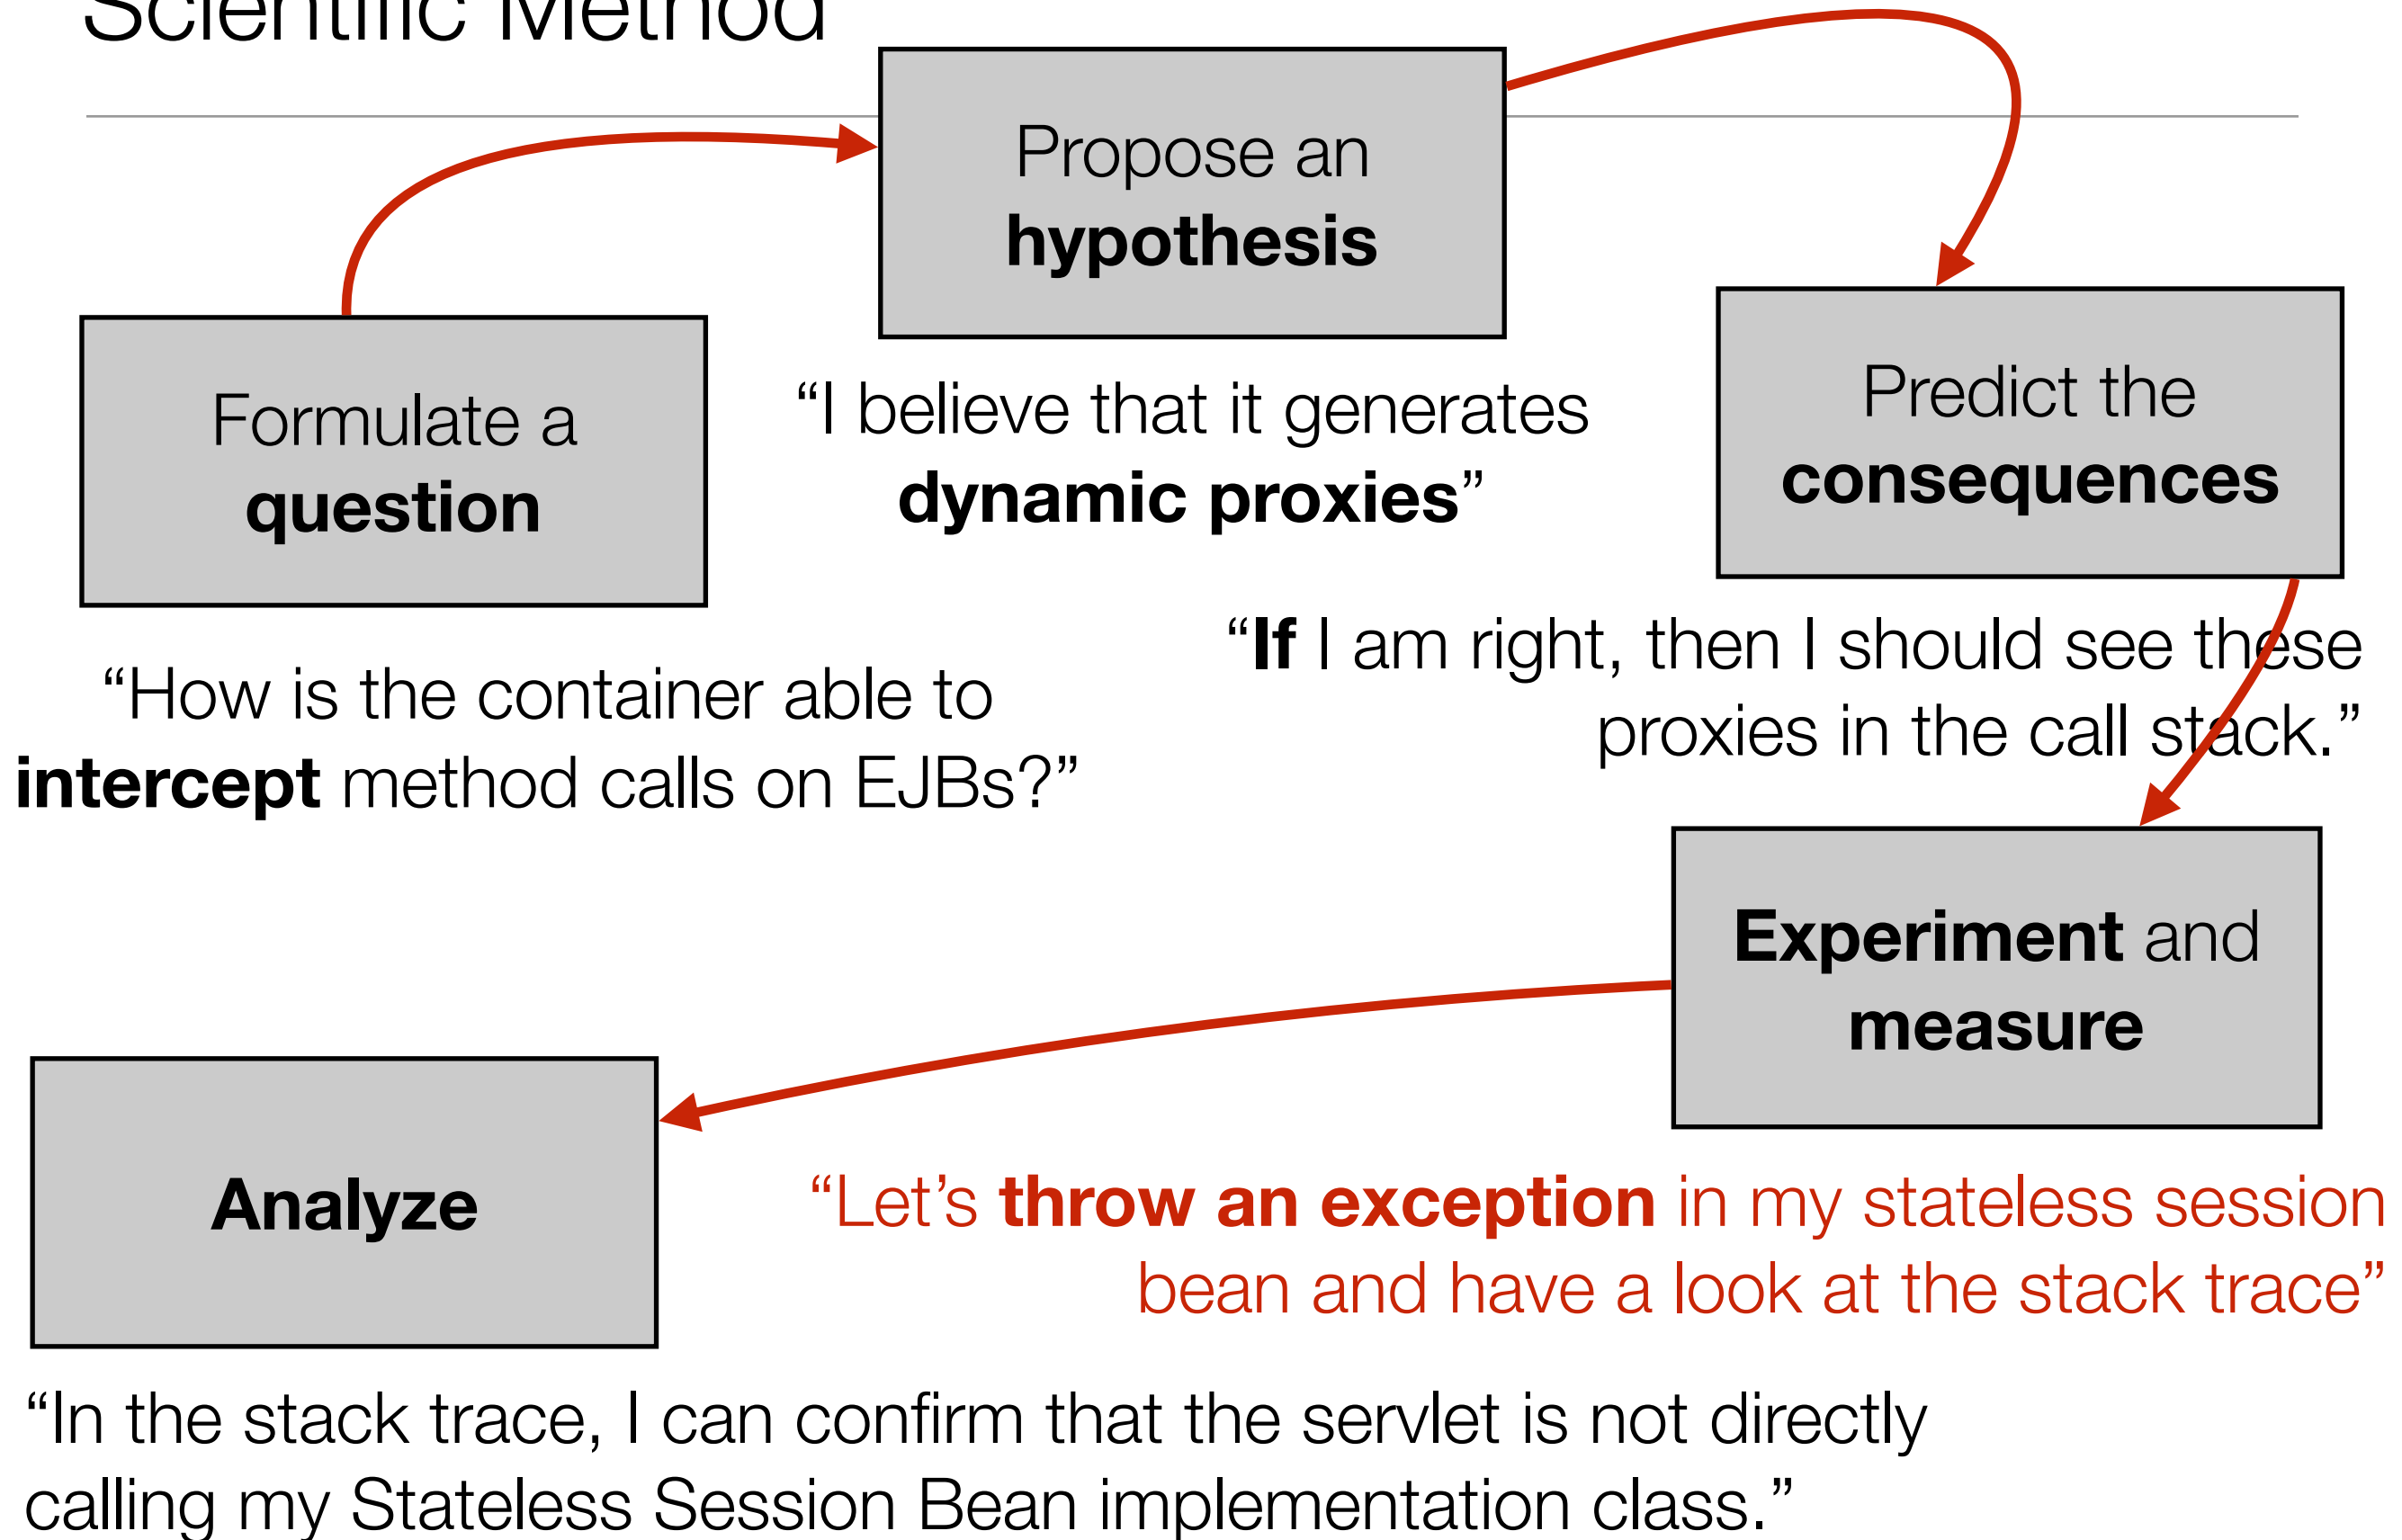 Scientific Method
Propose an
hypothesis
Formulate a
question
“I believe that it generates
dynamic proxies”
Predict the
consequences
“How is the container able to
intercept method calls on EJBs?”
“If I am right, then I should see these
proxies in the call stack.”
Experiment and
measure
Analyze
“Let’s throw an exception in my stateless session
bean and have a look at the stack trace”
“In the stack trace, I can confirm that the servlet is not directly
calling my Stateless Session Bean implementation class.”